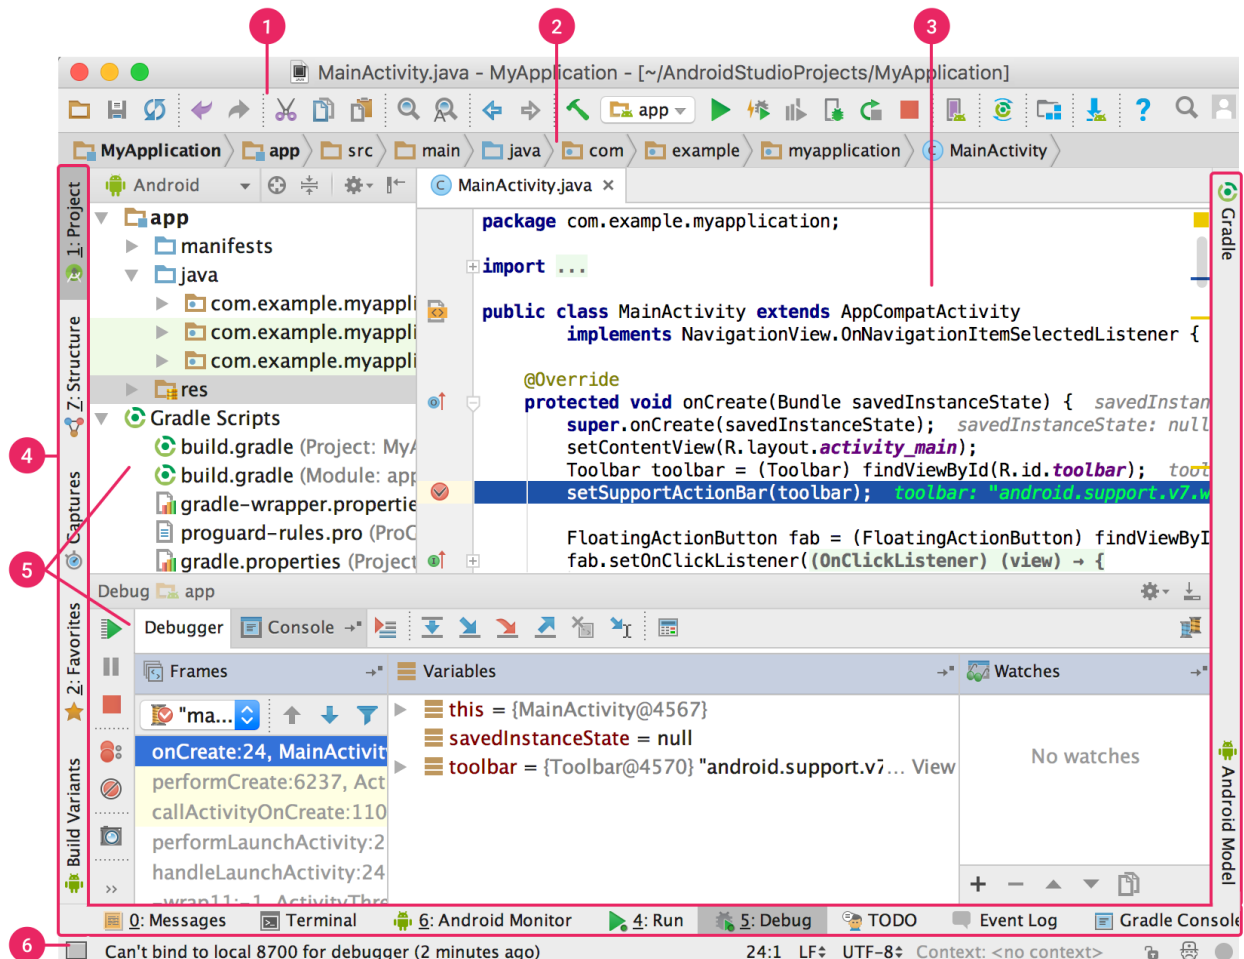 1
2
3
MainActivity.java - MyApplication - [~/AndroidStudioProjects/MyApplication]
app
?
MyApplication app src main java com example myapplication C MainActivity
1: Project
Z: Structure
Captures
2: Favorites
Build Variants
Android
app
manifests
java
com.example.myappli
com.example.myappli
com.example.myappli
res
Gradle Scripts
build.gradle (Project: MyA
build.gradle (Module: app
gradle-wrapper.propertie
proguard-rules.pro (ProC
gradle.properties (Project
C MainActivity.java ×
package com.example.myapplication;
import ...
public class MainActivity extends AppCompatActivity
implements NavigationView.OnNavigationItemSelectedListener {
@Override
protected void onCreate(Bundle savedInstanceState) { savedInstan
super.onCreate(savedInstanceState); savedInstanceState: null
setContentView(R.layout.activity_main);
Toolbar toolbar = (Toolbar) findViewById(R.id.toolbar); tool
setSupportActionBar(toolbar); toolbar: "android.support.v7.w
FloatingActionButton fab = (FloatingActionButton) findViewByI
fab.setOnClickListener((OnClickListener) (view) → {
Gradle
Android Model
4
5
Debug app
Debugger Console
Frames
Variables
Watches
"ma...
onCreate:24, MainActivit
performCreate:6237, Act
callActivityOnCreate:110
performLaunchActivity:2
handleLaunchActivity:24
-wrap11:-1, ActivityThre
this = {MainActivity@4567}
savedInstanceState = null
toolbar = {Toolbar@4570} "android.support.v7... View
No watches
0: Messages Terminal 6: Android Monitor 4: Run 5: Debug TODO Event Log Gradle Console
6
Can't bind to local 8700 for debugger (2 minutes ago)
24:1 LF UTF-8 Context: <no context>